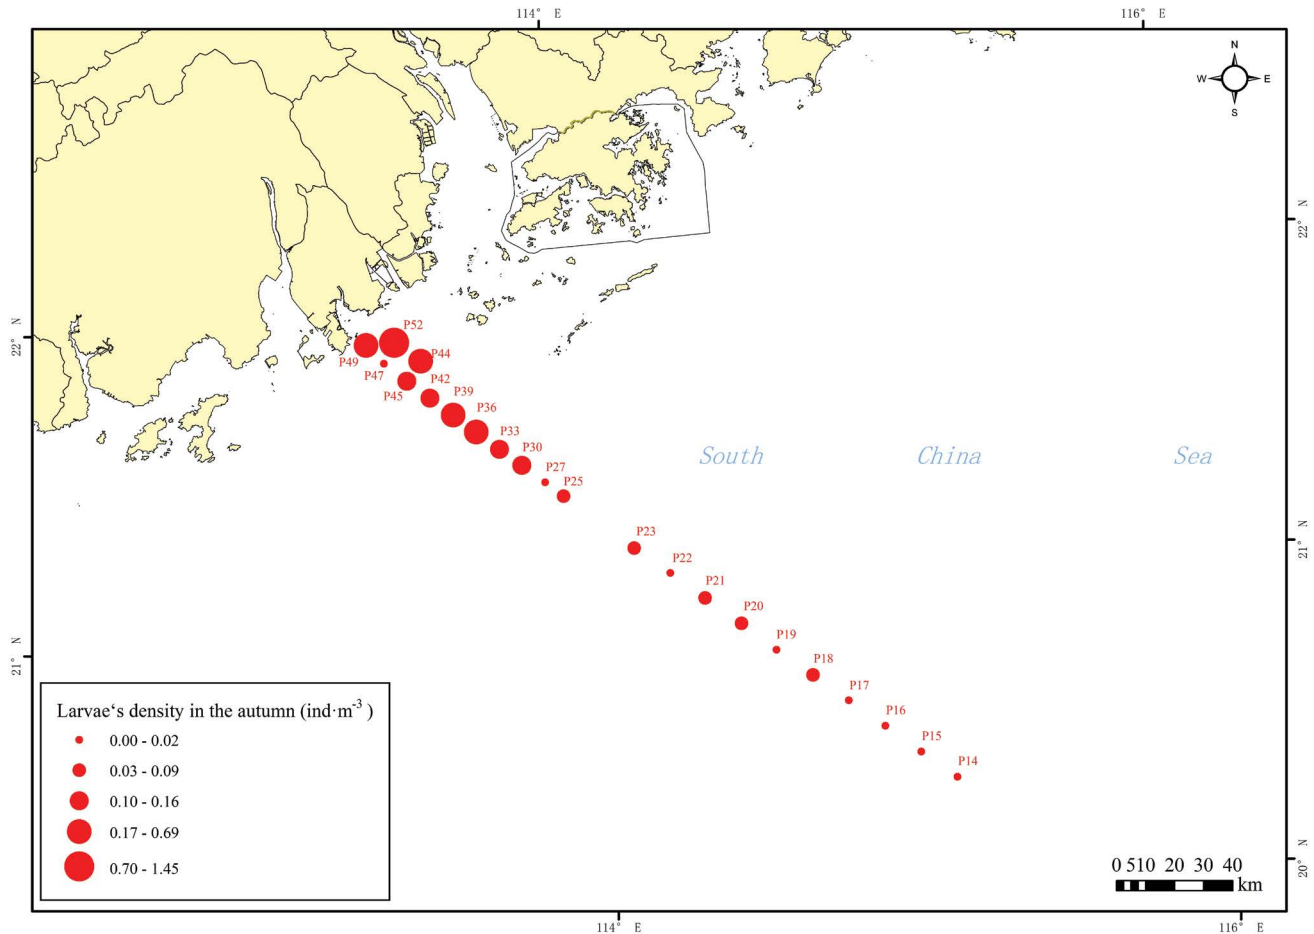 114° E
116° E
N
W
E
S
22° N
22° N
P52
P49
P44
P47
P42
P45
P39
P36
P33
P30
P27
P25
South China Sea
P23
21° N
P22
P21
P20
P19
21° N
P18
P17
P16
P15
P14
Larvae‘s density in the autumn (ind·m-3 )
0.00 - 0.02
0.03 - 0.09
0.10 - 0.16
0.17 - 0.69
0.70 - 1.45
20° N
0 510 20 30 40
km
114° E
116° E